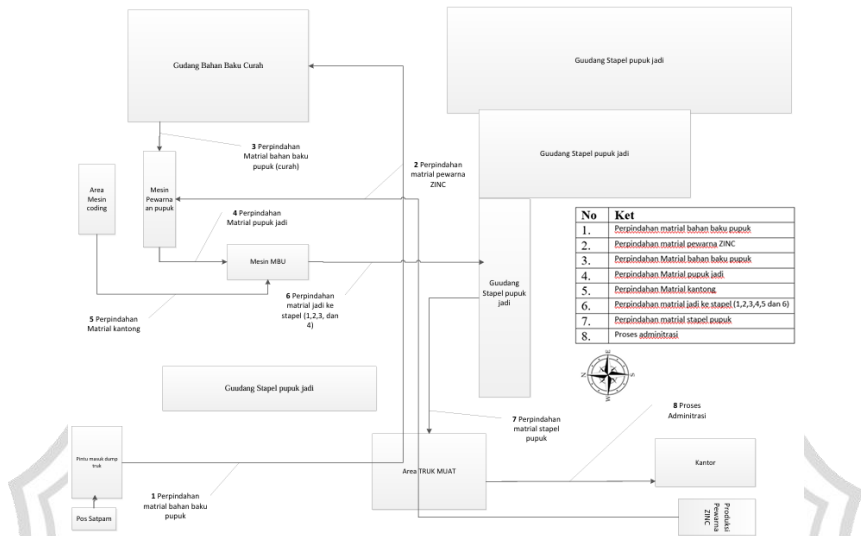 Gudang Bahan Baku Curah
Guudang Stapel pupuk jadi
Guudang Stapel pupuk jadi
3 Perpindahan
Matrial bahan baku
pupuk (curah)
2 Perpindahan
matrial pewarna
ZINC
Area
Mesin
coding
Mesin
Pewarna
an pupuk
4 Perpindahan
Matrial pupuk jadi
Mesin MBU
5 Perpindahan
Matrial kantong
6 Perpindahan
matrial jadi ke
stapel (1,2,3, dan
4)
Guudang
Stapel pupuk
jadi
No Ket
1. Perpindahan matrial bahan baku pupuk
2. Perpindahan matrial pewarna ZINC
3. Perpindahan Matrial bahan baku pupuk
4. Perpindahan Matrial pupuk jadi
5. Perpindahan Matrial kantong
6. Perpindahan matrial jadi ke stapel (1,2,3,4,5 dan 6)
7. Perpindahan matrial stapel pupuk
8. Proses adminitrasi
E
N
S
W
Guudang Stapel pupuk jadi
7 Perpindahan
matrial stapel
pupuk
8 Proses
Adminitrasi
Pintu masuk dump
truk
Area TRUK MUAT
Kantor
1 Perpindahan
matrial bahan baku
pupuk
Pos Satpam
Produksi
Pewarna
ZINC